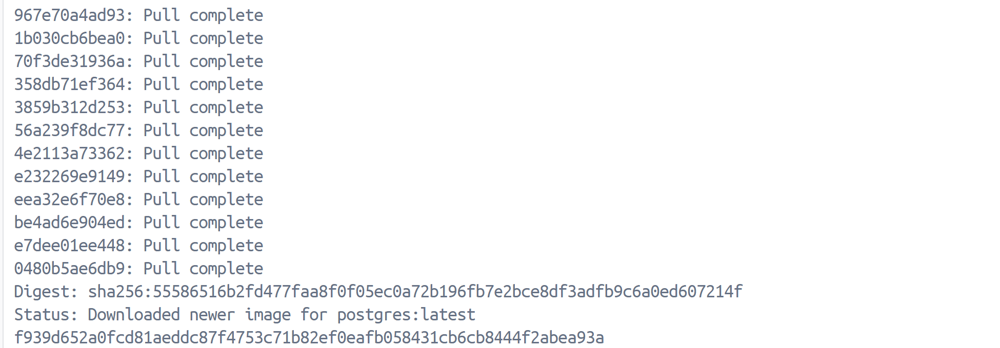 967e70a4ad93: Pull complete
1b030cb6bea0: Pull complete
70f3de31936a: Pull complete
358db71ef364: Pull complete
3859b312d253: Pull complete
56a239f8dc77: Pull complete
4e2113a73362: Pull complete
e232269e9149: Pull complete
eea32e6f70e8: Pull complete
be4ad6e904ed: Pull complete
e7dee01ee448: Pull complete
0480b5ae6db9: Pull complete
Digest: sha256:55586516b2fd477faa8f0f05ec0a72b196fb7e2bce8df3adfb9c6a0ed607214f
Status: Downloaded newer image for postgres:latest
f939d652a0fcd81aeddc87f4753c71b82ef0eafb058431cb6cb8444f2abea93a